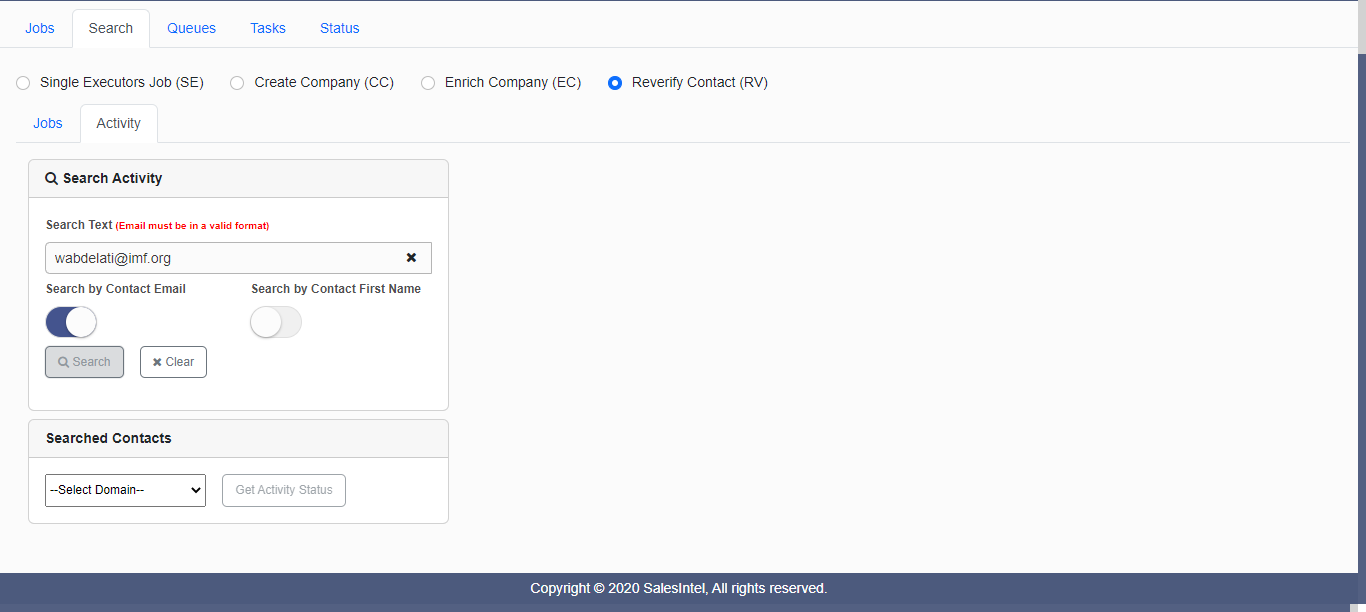 Jobs Search Queues Tasks Status
Single Executors Job (SE) Create Company (CC) Enrich Company (EC) Reverify Contact (RV)
Jobs Activity
Search Activity
Search Text (Email must be in a valid format)
wabdelati@imf.org
Search by Contact Email Search by Contact First Name
Search Clear
Searched Contacts
--Select Domain-- Get Activity Status
Copyright © 2020 SalesIntel, All rights reserved.